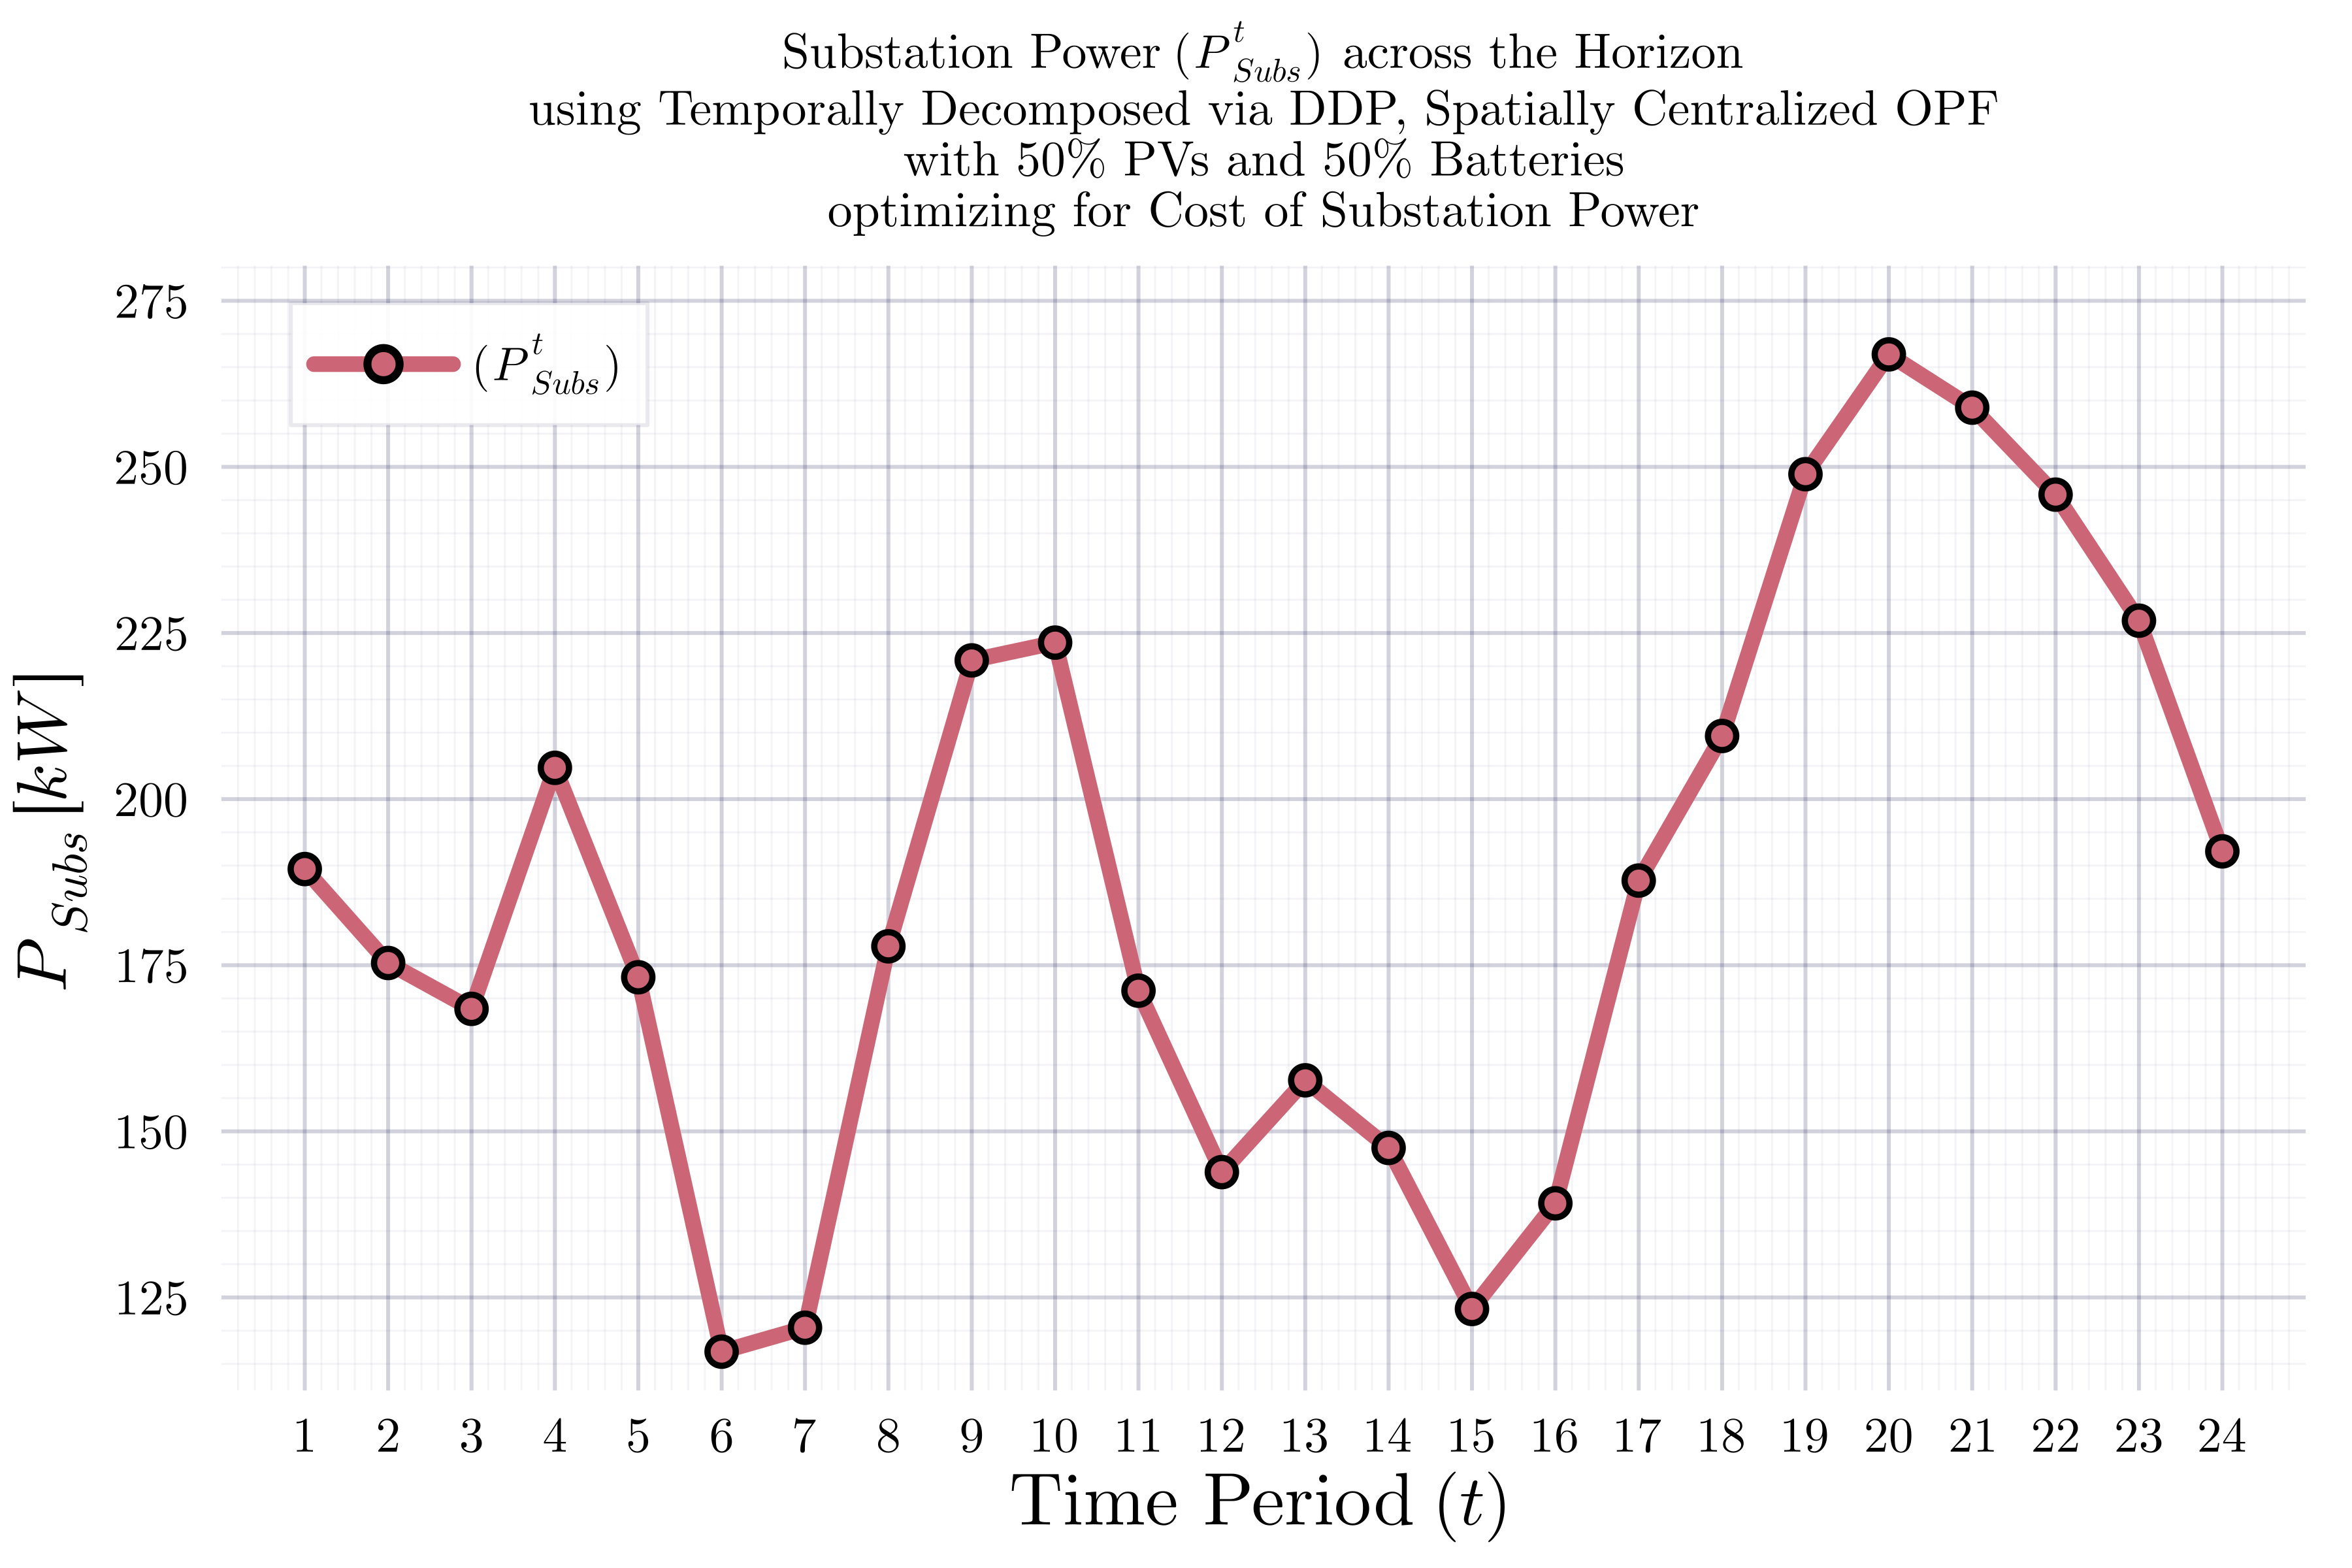 Substation Power (P^t_Subs) across the Horizon
using Temporally Decomposed via DDP, Spatially Centralized OPF
with 50% PVs and 50% Batteries
optimizing for Cost of Substation Power
(P^t_Subs)
P_Subs [kW]
275
250
225
200
175
150
125
1 2 3 4 5 6 7 8 9 10 11 12 13 14 15 16 17 18 19 20 21 22 23 24
Time Period (t)